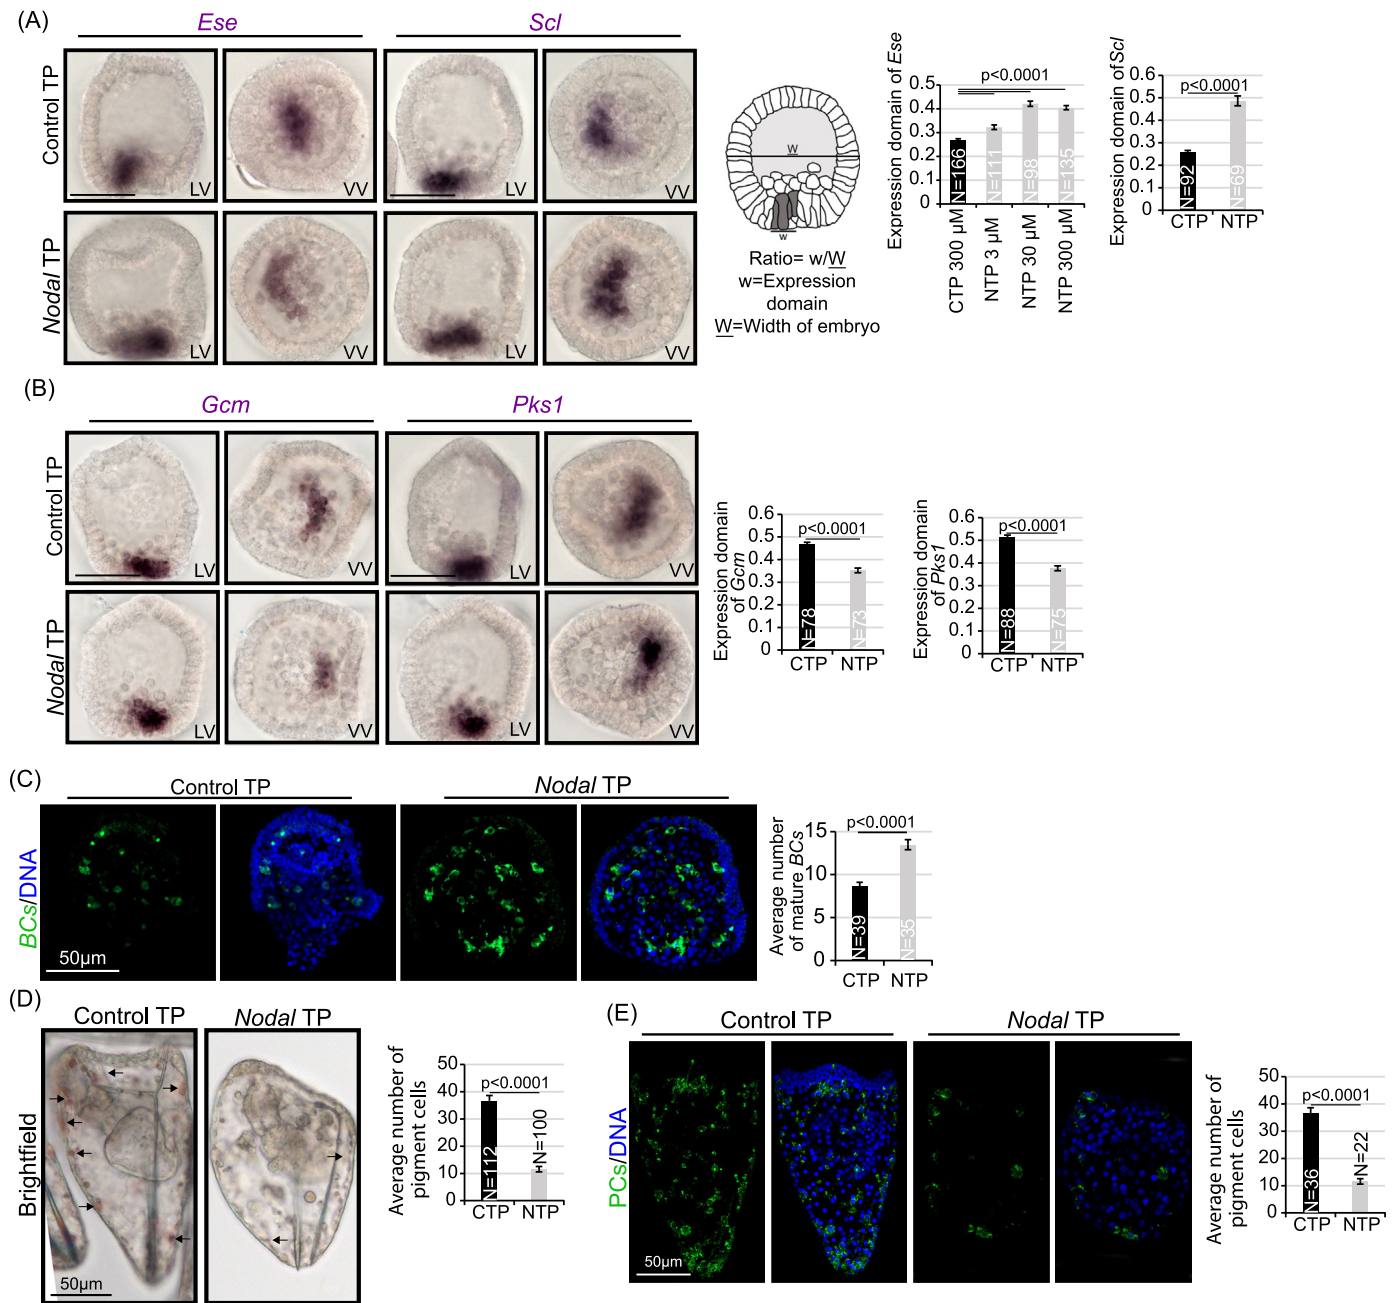 (A)
Ese
Scl
Control TP
LV
VV
LV
VV
Nodal TP
LV
VV
LV
VV
W
w
Ratio= w/W
w=Expression
domain
W=Width of embryo
Expression domain of Ese
0.5
0.4
0.3
0.2
0.1
0
p<0.0001
N=166
N=111
N=98
N=135
CTP 300 µM
NTP 3 µM
NTP 30 µM
NTP 300 µM
Expression domain of Scl
0.6
0.5
0.4
0.3
0.2
0.1
0
p<0.0001
N=92
N=69
CTP NTP
(B)
Gcm
Pks1
Control TP
LV
VV
LV
VV
Nodal TP
LV
VV
LV
VV
Expression domain
of Gcm
0.6
0.5
0.4
0.3
0.2
0.1
0
p<0.0001
N=78
N=73
CTP NTP
Expression domain
of Pks1
0.6
0.5
0.4
0.3
0.2
0.1
0
p<0.0001
N=88
N=75
CTP NTP
(C)
Control TP
Nodal TP
BCs/DNA
50µm
Average number
of mature BCs
15
10
5
0
p<0.0001
N=39
N=35
CTP NTP
(D)
Control TP
Nodal TP
Brightfield
50µm
Average number of
pigment cells
50
40
30
20
10
0
p<0.0001
N=112
N=100
CTP NTP
(E)
Control TP
Nodal TP
PCs/DNA
50µm
Average number of
pigment cells
50
40
30
20
10
0
p<0.0001
N=36
N=22
CTP NTP